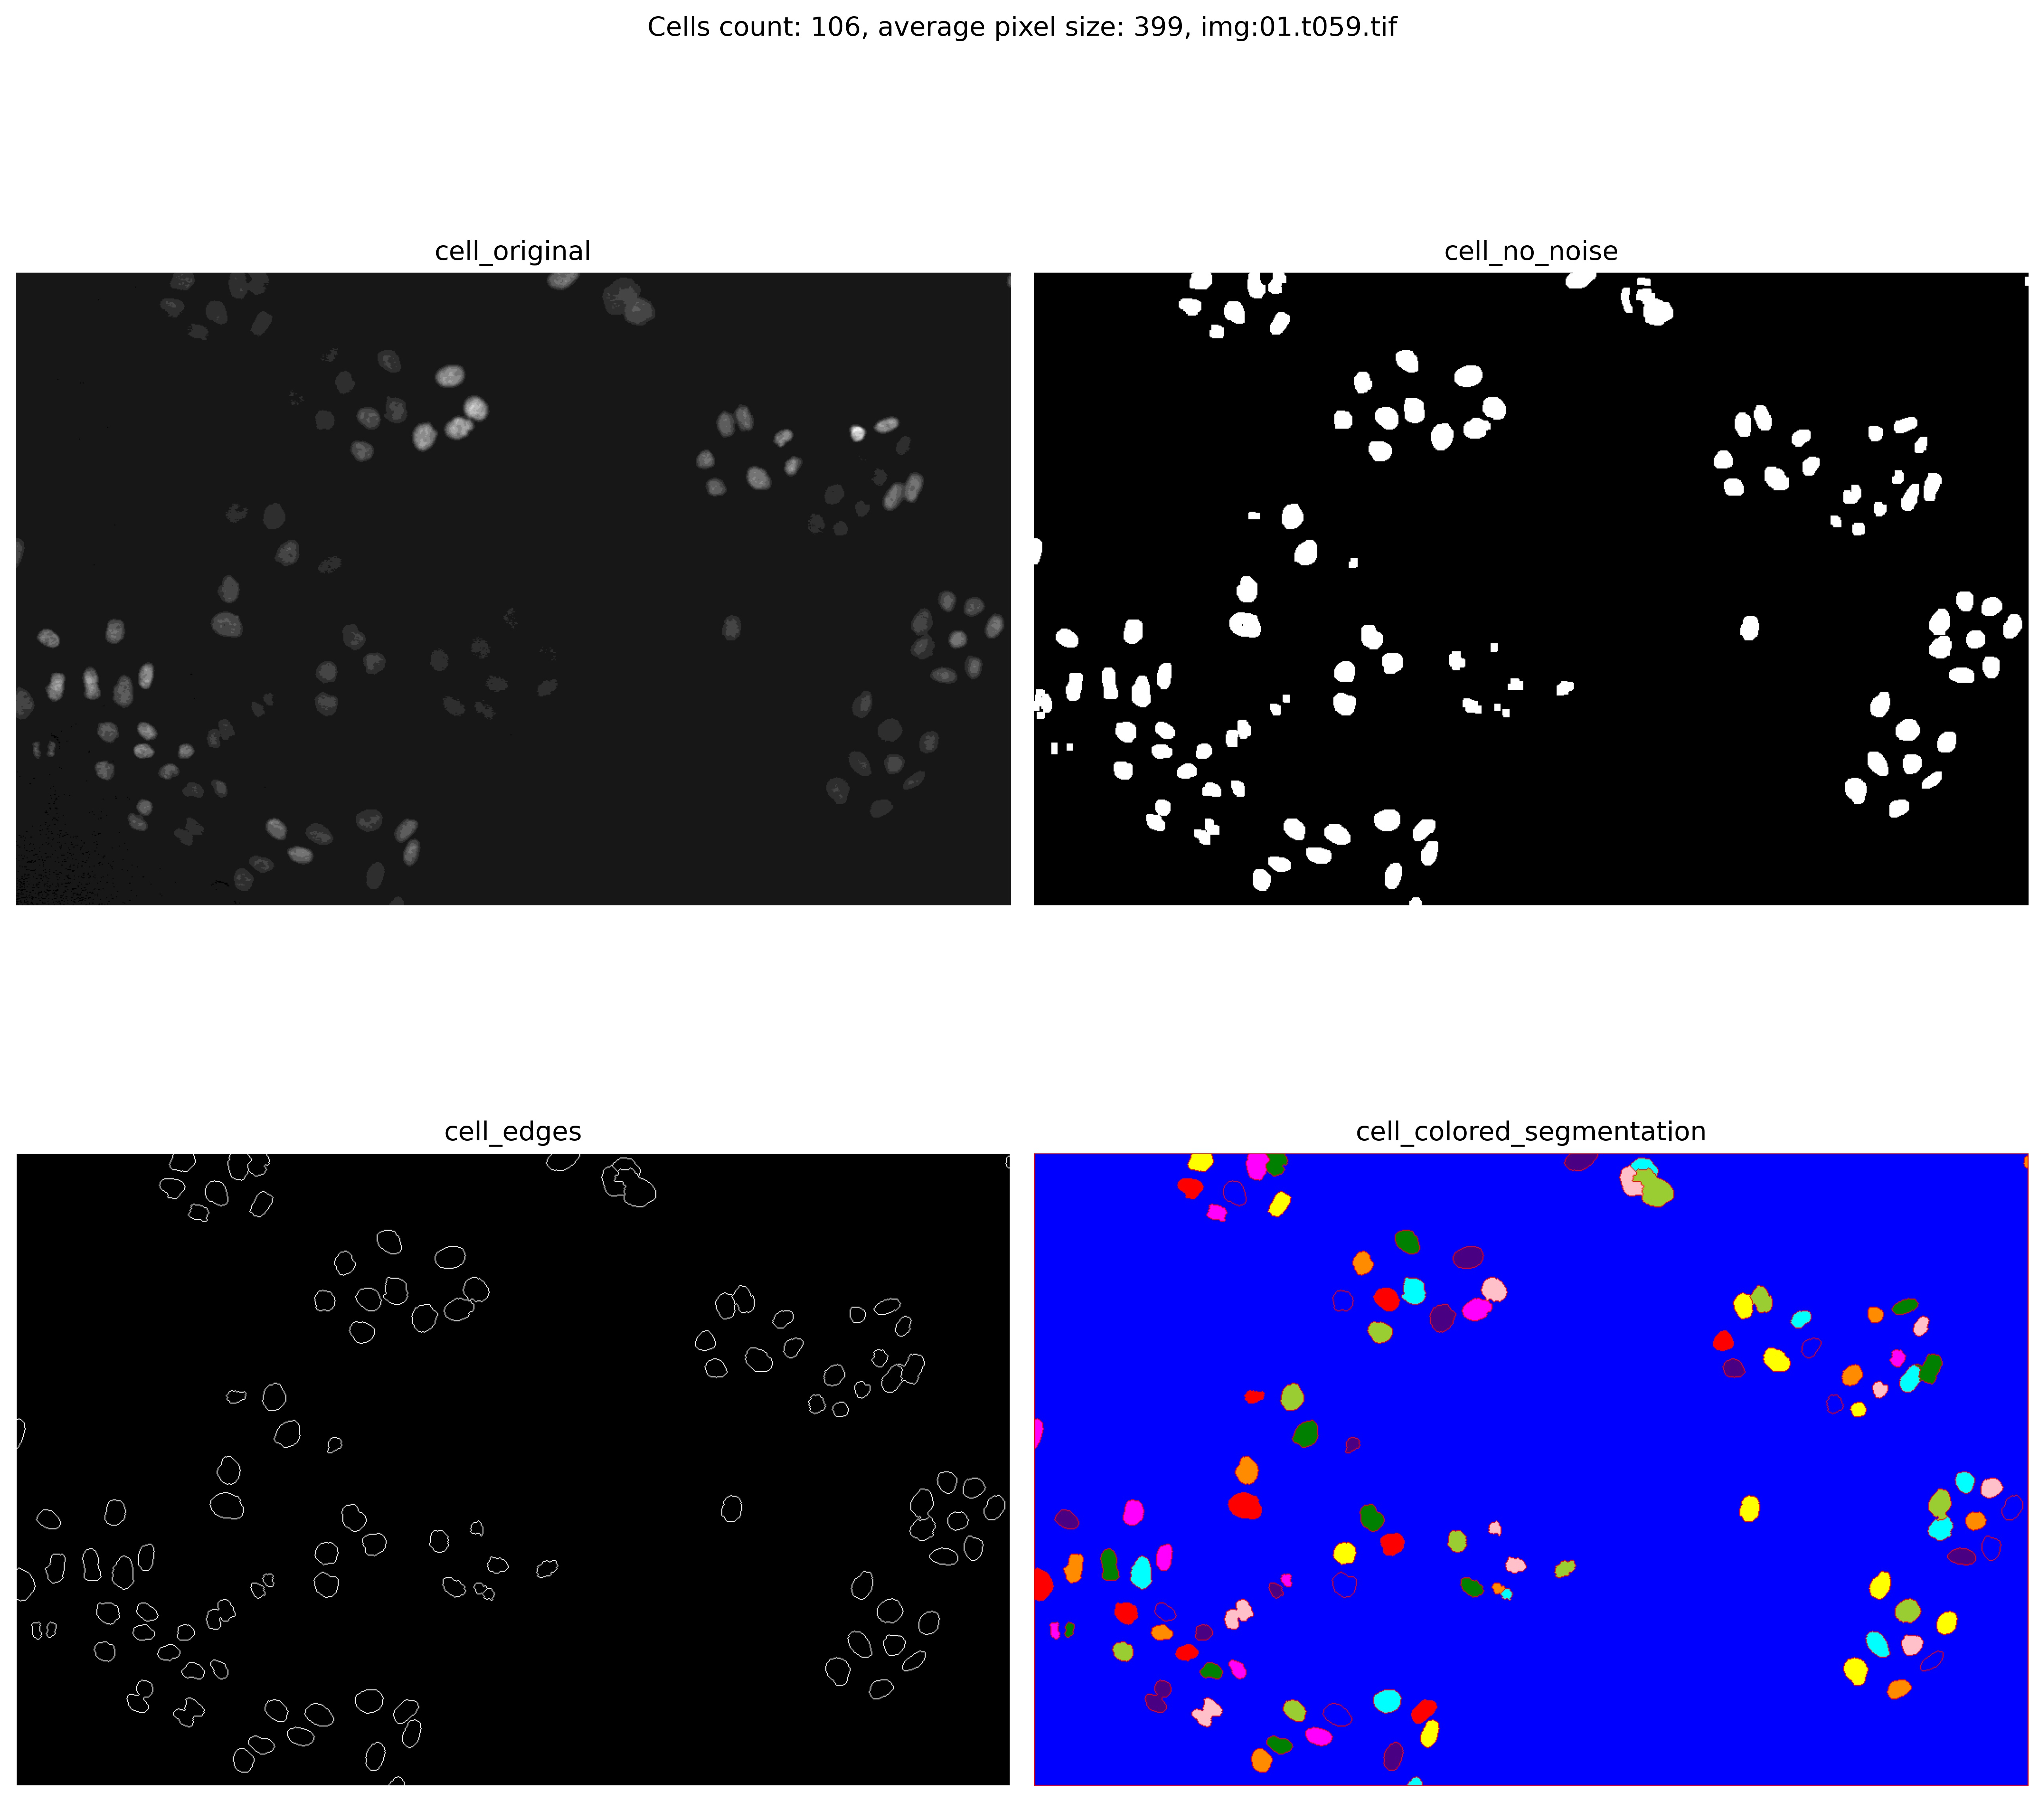 Cells count: 106, average pixel size: 399, img:01.t059.tif
cell_original
cell_no_noise
cell_edges
cell_colored_segmentation